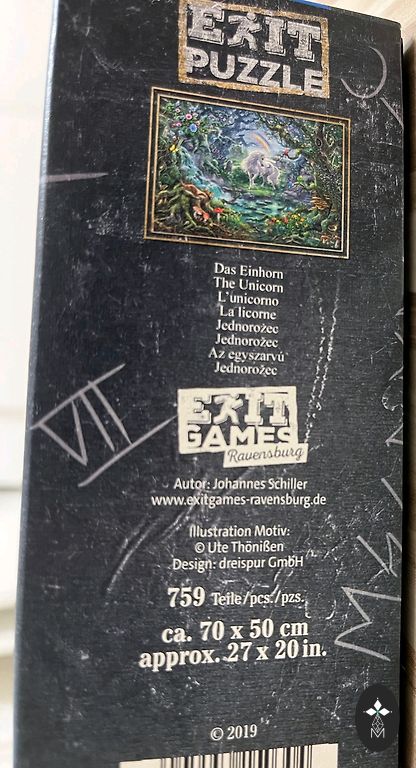 EXIT
PUZZLE
Das Einhorn
The Unicorn
L'unicorno
La licorne
Jednorožec
Jednorožec
Az egyszarvú
Jednorożec
EXIT
GAMES
Ravensburg
VII
Autor: Johannes Schiller
www.exitgames-ravensburg.de
Illustration Motiv:
© Ute Thönißen
Design: dreispur GmbH
759 Teile/pcs./pzs.
ca. 70 x 50 cm
approx. 27 x 20 in.
© 2019
M